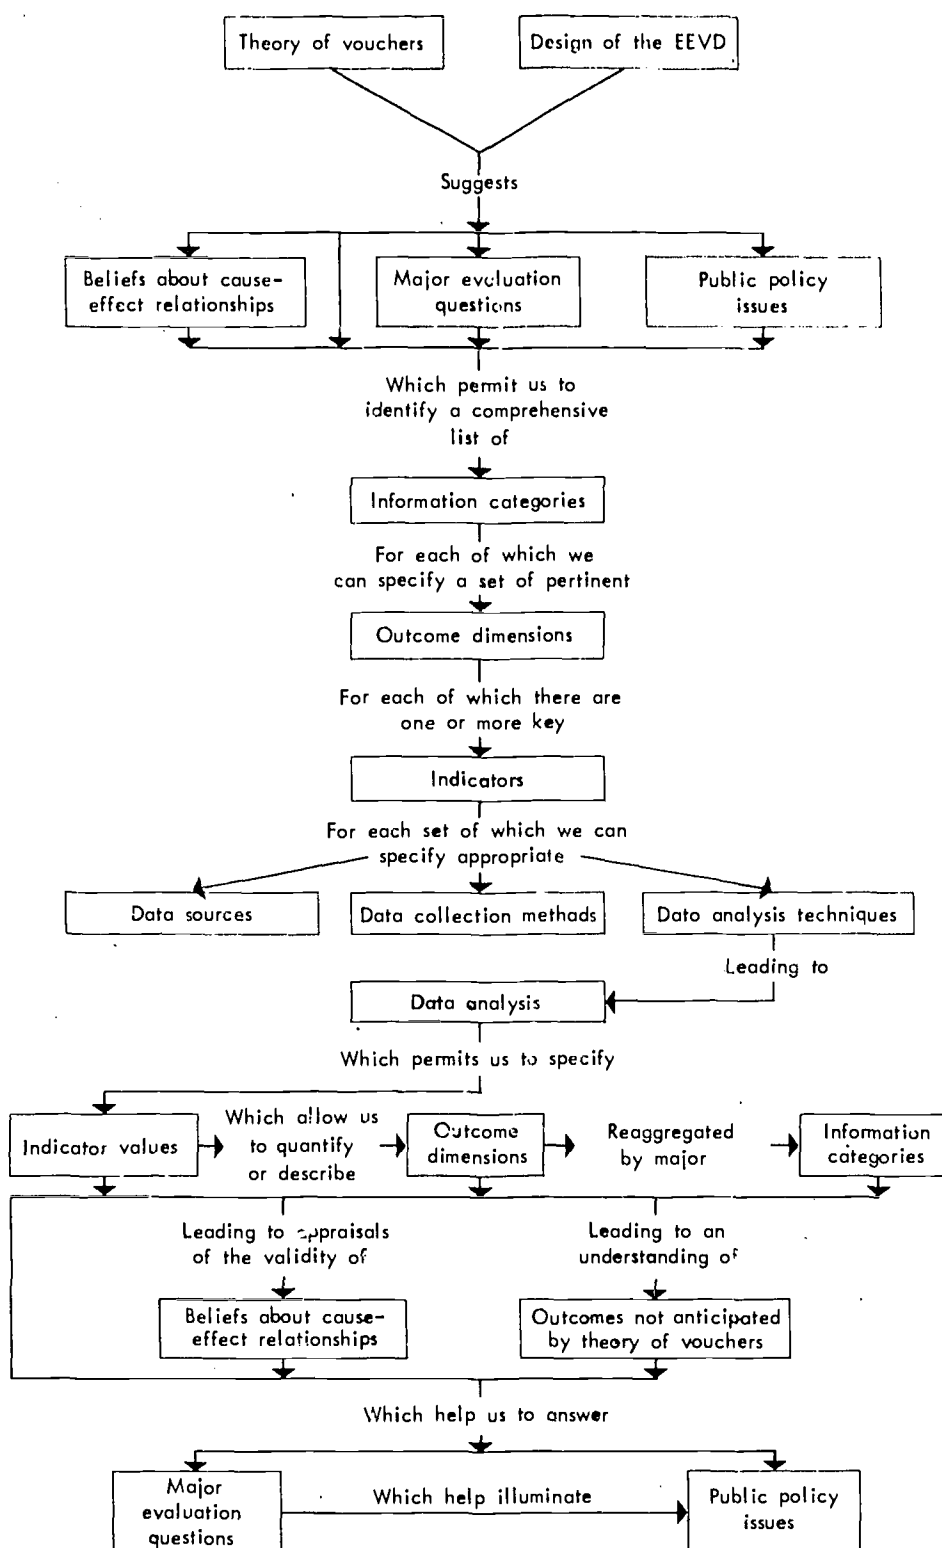 Theory of vouchers
Design of the EEVD
Suggests
Beliefs about cause-
effect relationships
Major evaluation
questions
Public policy
issues
Which permit us to
identify a comprehensive
list of
Information categories
For each of which we
can specify a set of pertinent
Outcome dimensions
For each of which there are
one or more key
Indicators
For each set of which we can
specify appropriate
Data sources
Data collection methads
Dato analysis techniques
Leading to
Data analysis
Which permits us to specify
Indicator values
Which allow us
to quantify
or describe
Outcome
dimensions
Reaggregated
by major
Information
categories
Leading to appraisals
of the validity of
Leading to an
understanding of
Beliefs about cause-
effect relationships
Outcomes not anticipated
by theory of vouchers
Which help us to answer
Major
evaluation
questions
Which help illuminate
Public policy
issues